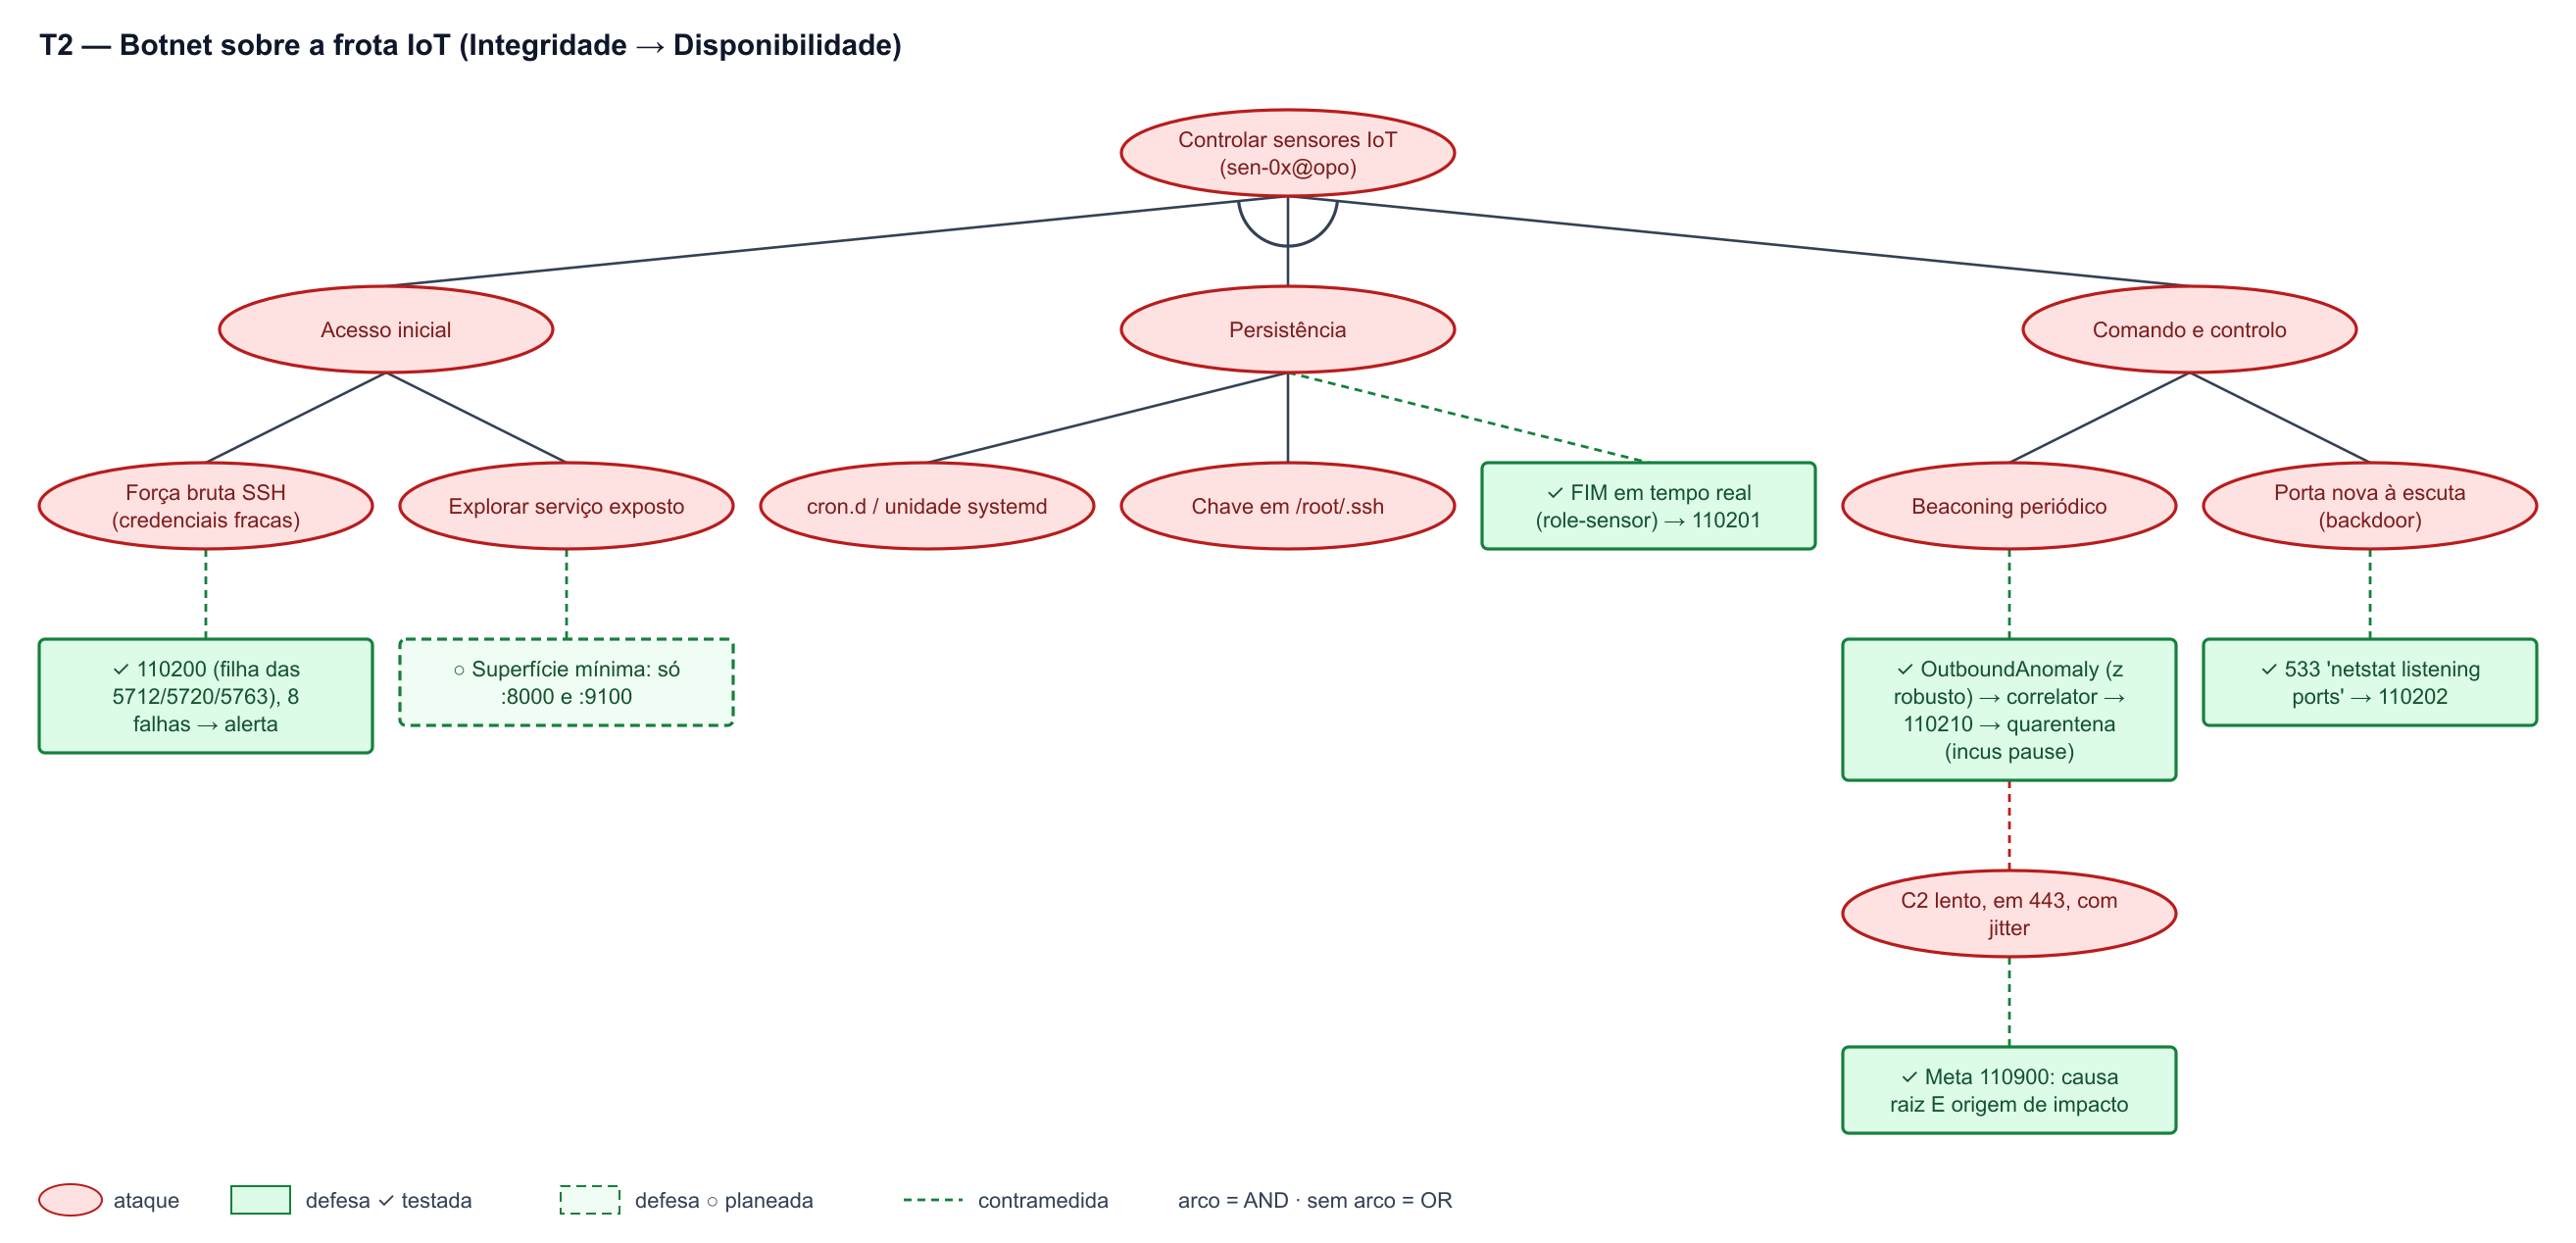 T2 — Botnet sobre a frota IoT (Integridade → Disponibilidade)
Controlar sensores IoT
(sen-0x@opo)
Acesso inicial
Persistência
Comando e controlo
Força bruta SSH
(credenciais fracas)
Explorar serviço exposto
cron.d / unidade systemd
Chave em /root/.ssh
✓ FIM em tempo real
(role-sensor) → 110201
Beaconing periódico
Porta nova à escuta
(backdoor)
✓ 110200 (filha das
5712/5720/5763), 8
falhas → alerta
○ Superfície mínima: só
:8000 e :9100
✓ OutboundAnomaly (z
robusto) → correlator →
110210 → quarentena
(incus pause)
✓ 533 'netstat listening
ports' → 110202
C2 lento, em 443, com
jitter
✓ Meta 110900: causa
raiz E origem de impacto
ataque
defesa ✓ testada
defesa ○ planeada
contramedida
arco = AND · sem arco = OR